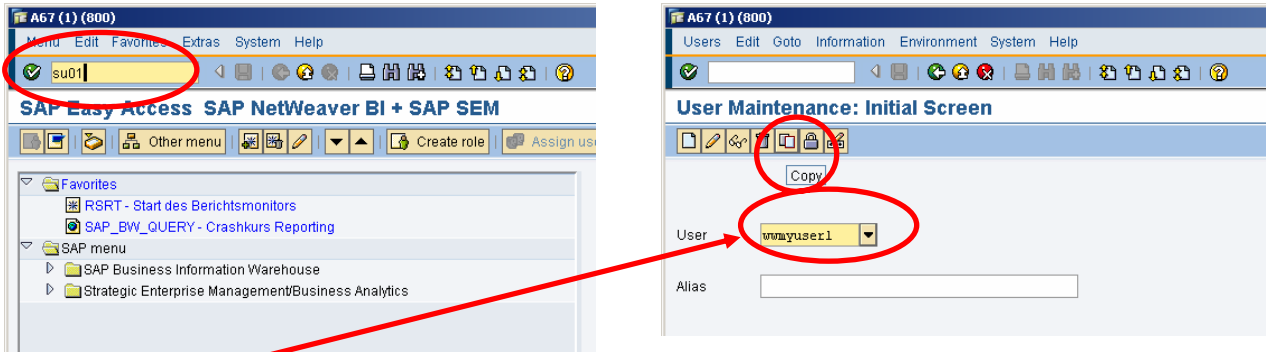 A67 (1) (800)
Menu Edit Favorites Extras System Help
su01
SAP Easy Access SAP NetWeaver BI + SAP SEM
Other menu Create role Assign us
Favorites
RSRT - Start des Berichtsmonitors
SAP_BW_QUERY - Crashkurs Reporting
SAP menu
SAP Business Information Warehouse
Strategic Enterprise Management/Business Analytics
A67 (1) (800)
Users Edit Goto Information Environment System Help
User Maintenance: Initial Screen
Copy
User wwmyuser1
Alias